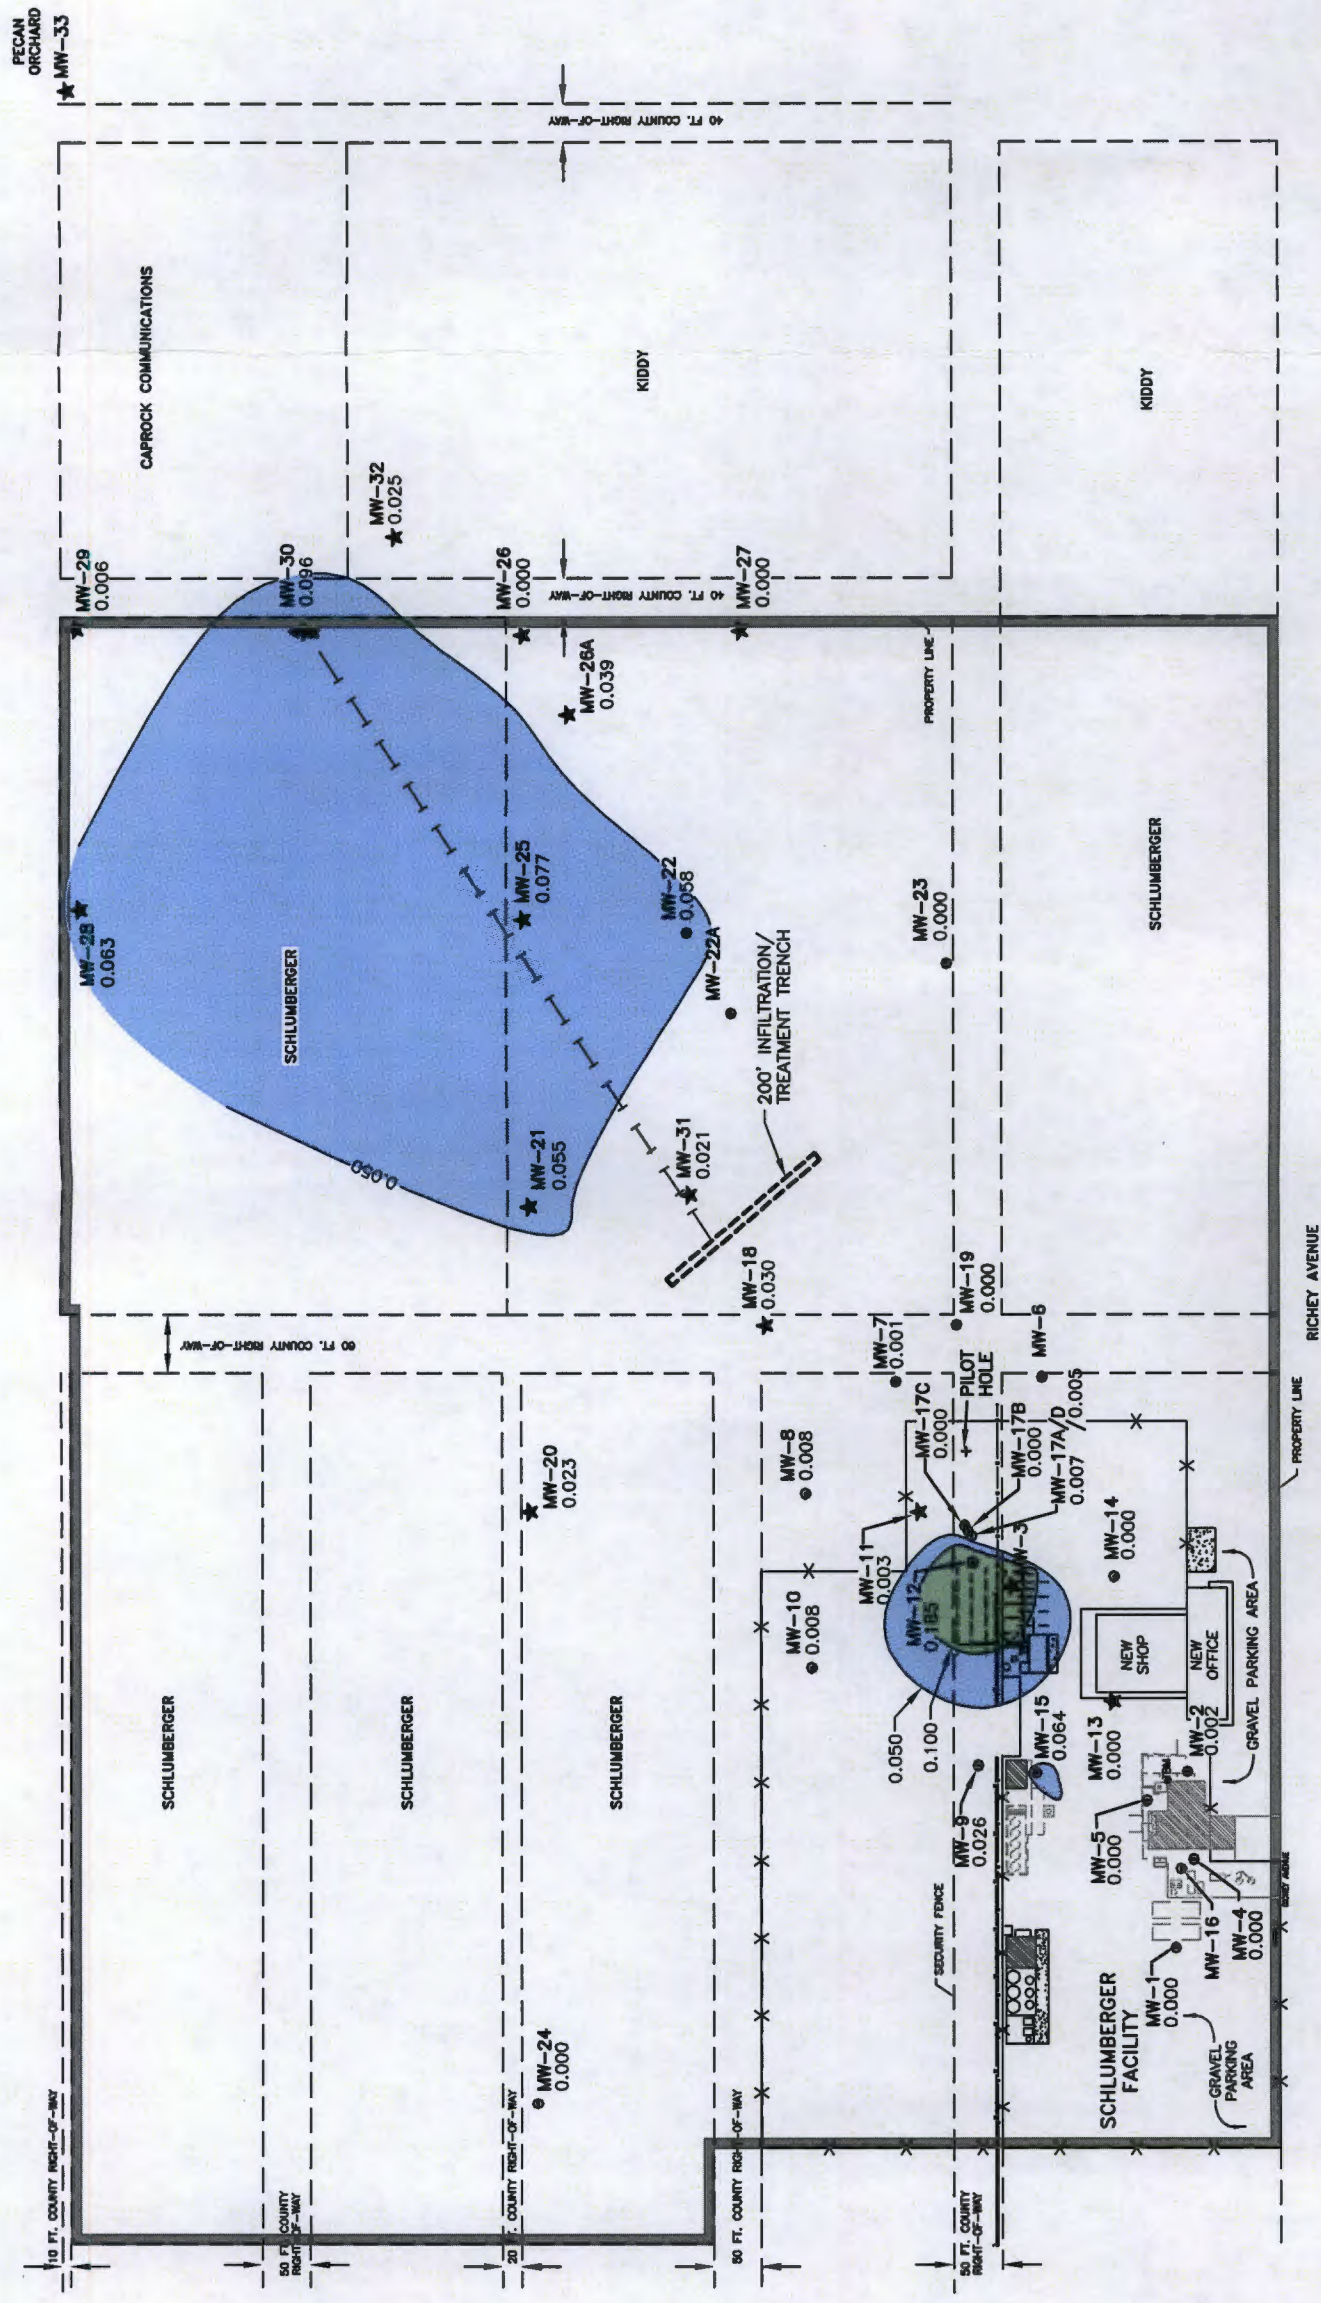 PECAN
ORCHARD
MW-33
40 FT. COUNTY RIGHT-OF-WAY
CAPROCK COMMUNICATIONS
KIDDY
KIDDY
MW-32
0.025
MW-29
0.006
MW-30
0.096
MW-26
0.000
40 FT. COUNTY RIGHT-OF-WAY
MW-27
0.000
MW-26A
0.039
PROPERTY LINE
MW-28
0.063
SCHLUMBERGER
MW-25
0.077
MW-22
0.058
MW-22A
MW-23
0.000
SCHLUMBERGER
200' INFILTRATION/
TREATMENT TRENCH
0.050
MW-21
0.055
MW-31
0.021
MW-18
0.030
MW-19
0.000
RICHEY AVENUE
60 FT. COUNTY RIGHT-OF-WAY
MW-7
0.001
PILOT
HOLE
MW-6
0.005
MW-17C
0.000
MW-17B
0.000
MW-17A/D
0.007
PROPERTY LINE
MW-20
0.023
MW-8
0.008
MW-11
0.003
MW-3
MW-14
0.000
MW-10
0.008
MW-12
0.185
NEW
SHOP
NEW
OFFICE
GRAVEL PARKING AREA
SCHLUMBERGER
SCHLUMBERGER
SCHLUMBERGER
0.050
0.100
MW-15
0.064
MW-13
0.000
MW-2
0.002
TBM
MW-9
0.026
MW-5
0.000
SECURITY FENCE
MW-16
MW-4
0.000
MW-1
0.000
RICHEY AVENUE
MW-24
0.000
SCHLUMBERGER
FACILITY
GRAVEL
PARKING
AREA
10 FT. COUNTY RIGHT-OF-WAY
50 FT. COUNTY
RIGHT-OF-WAY
20 FT. COUNTY RIGHT-OF-WAY
50 FT. COUNTY RIGHT-OF-WAY
50 FT. COUNTY
RIGHT-OF-WAY